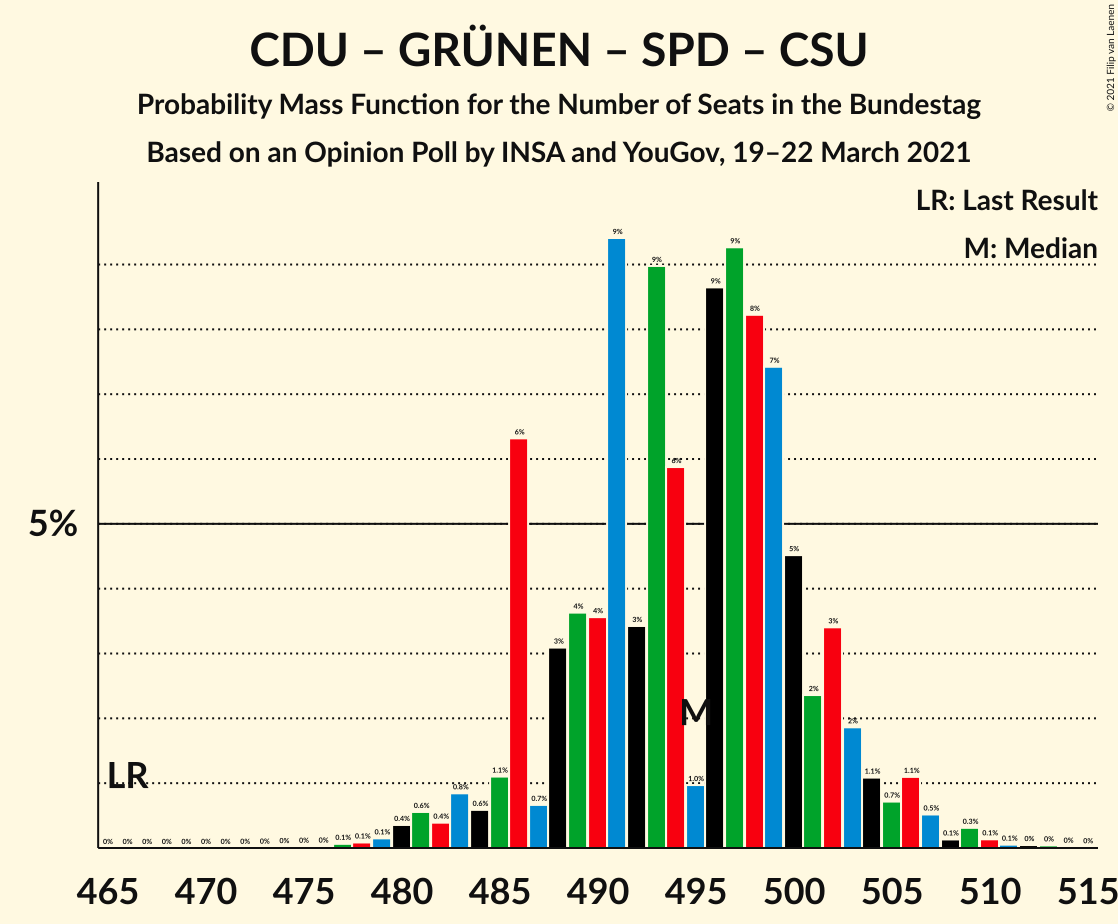 CDU – GRÜNEN – SPD – CSU
Probability Mass Function for the Number of Seats in the Bundestag
Based on an Opinion Poll by INSA and YouGov, 19–22 March 2021
© 2021 Filip van Laenen
LR: Last Result
M: Median
5%
LR
M
0% 0% 0% 0% 0% 0% 0% 0% 0% 0% 0% 0% 0.1% 0.1% 0.1% 0.4% 0.6% 0.4% 0.8% 0.6% 1.1% 6% 0.7% 3% 4% 4% 9% 3% 9% 6% 1.0% 9% 9% 8% 7% 5% 2% 3% 2% 1.1% 0.7% 1.1% 0.5% 0.1% 0.3% 0.1% 0.1% 0% 0% 0% 0%
465 470 475 480 485 490 495 500 505 510 515